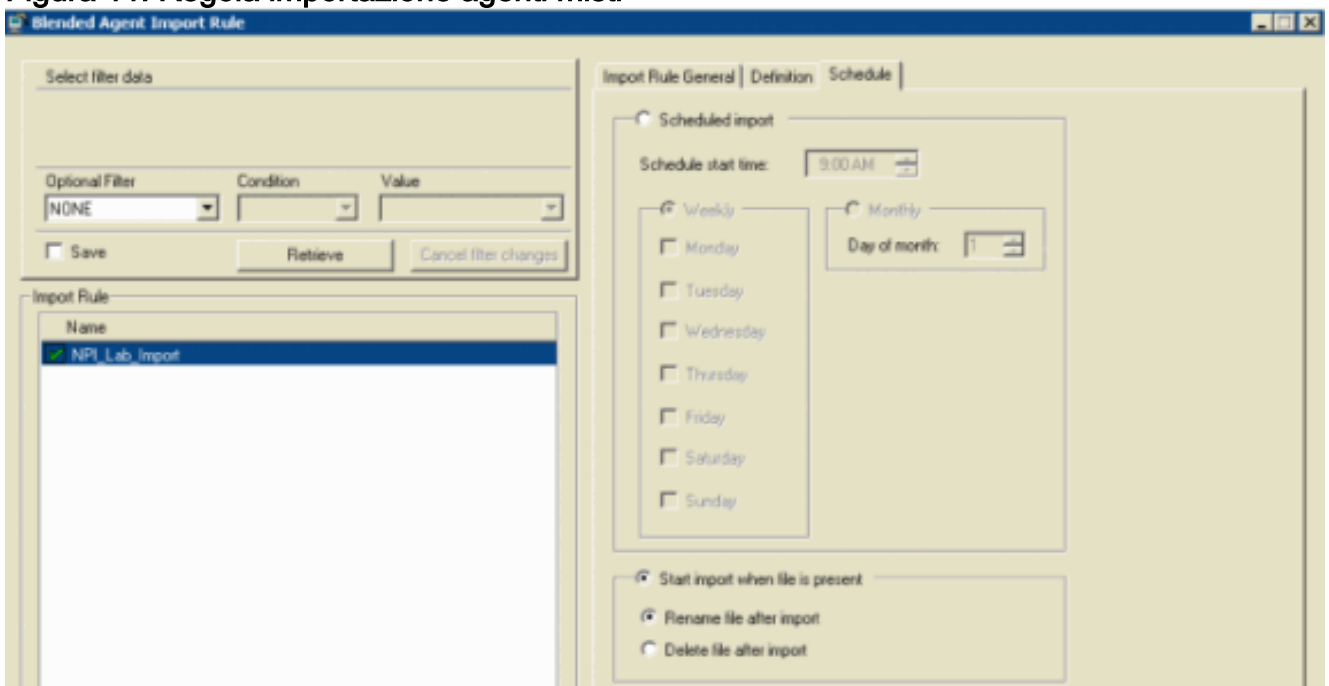 Blended Agent Import Rule
Select filter data
Optional Filter
Condition
Value
NONE
Save
Retrieve
Cancel filter changes
Import Rule
Name
NPI_Lab_Import
Import Rule General
Definition
Schedule
Scheduled import
Schedule start time:
9:00 AM
Weekly
Monday
Tuesday
Wednesday
Thursday
Friday
Saturday
Sunday
Monthly
Day of month:
1
Start import when file is present
Rename file after import
Delete file after import